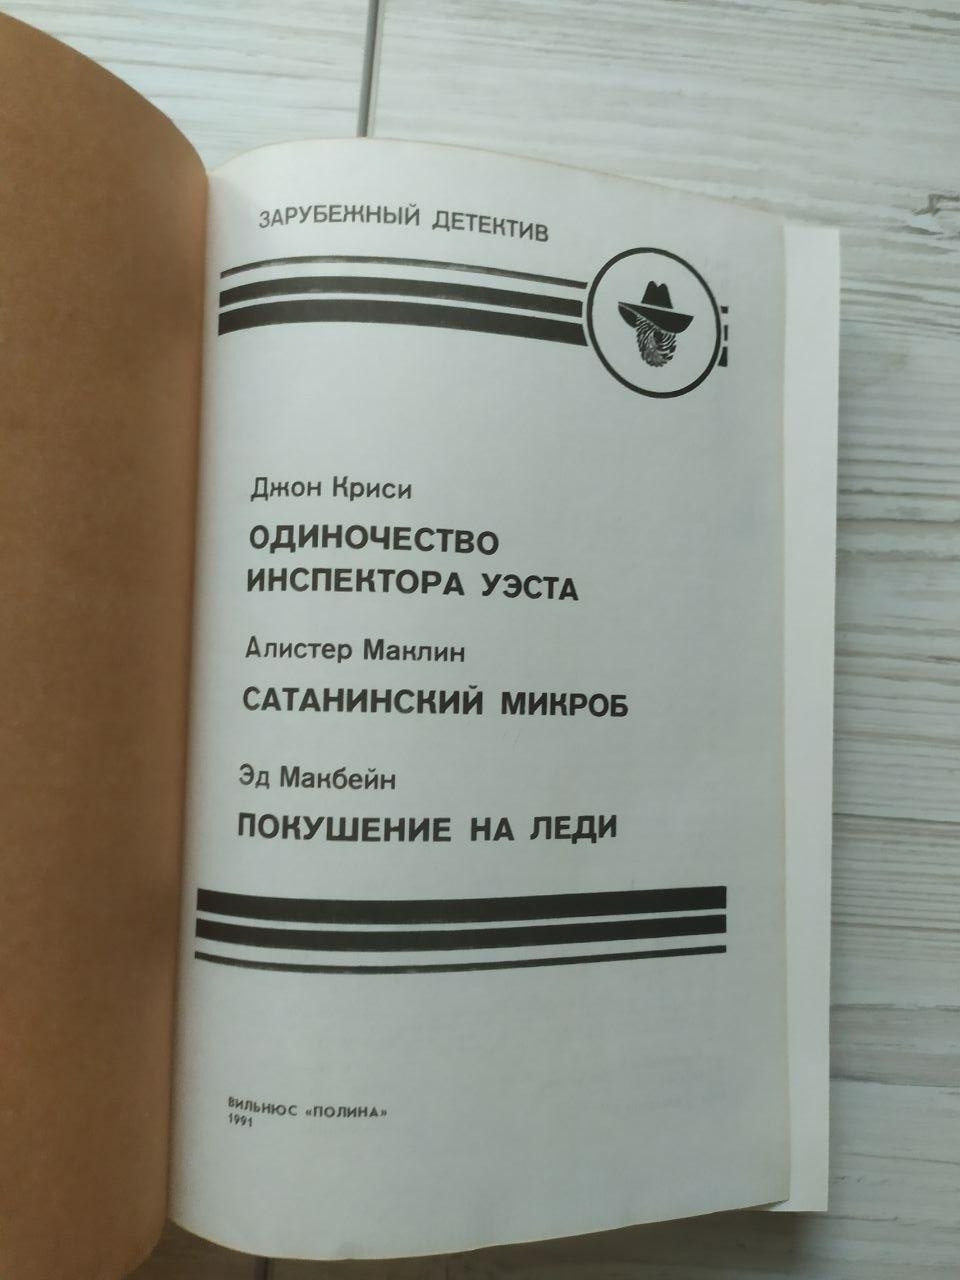 ЗАРУБЕЖНЫЙ ДЕТЕКТИВ
Джон Криси
ОДИНОЧЕСТВО
ИНСПЕКТОРА УЭСТА
Алистер Маклин
САТАНИНСКИЙ МИКРОБ
Эд Макбейн
ПОКУШЕНИЕ НА ЛЕДИ
ВИЛЬНЮС «ПОЛИНА»
1991